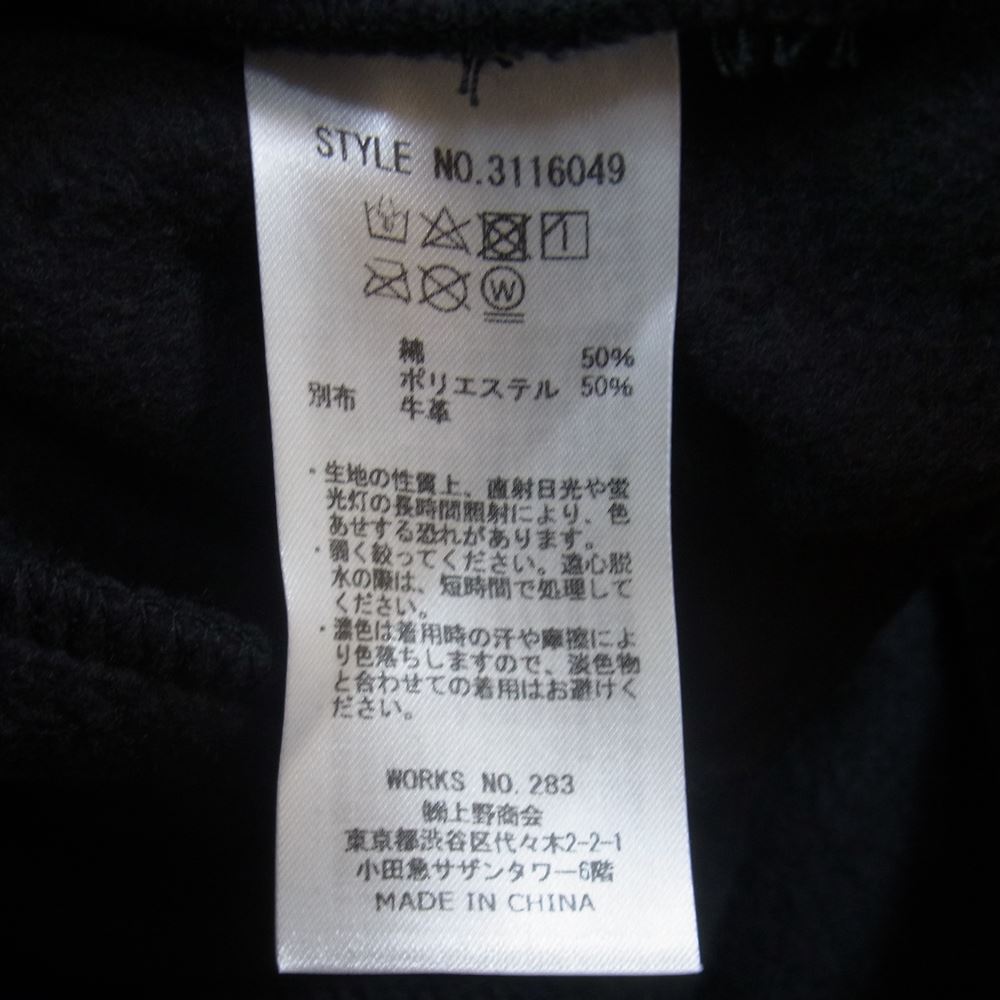 STYLE NO.3116049
W
綿 50%
ポリエステル 50%
別布 牛革
・生地の性質上、直射日光や蛍
光灯の長時間照射により、色
あせする恐れがあります。
・弱く絞ってください。遠心脱
水の際は、短時間で処理して
ください。
・濃色は着用時の汗や摩擦によ
り色落ちしますので、淡色物
と合わせての着用はお避けく
ださい。
WORKS NO.283
㈱上野商会
東京都渋谷区代々木2-2-1
小田急サザンタワー6階
MADE IN CHINA